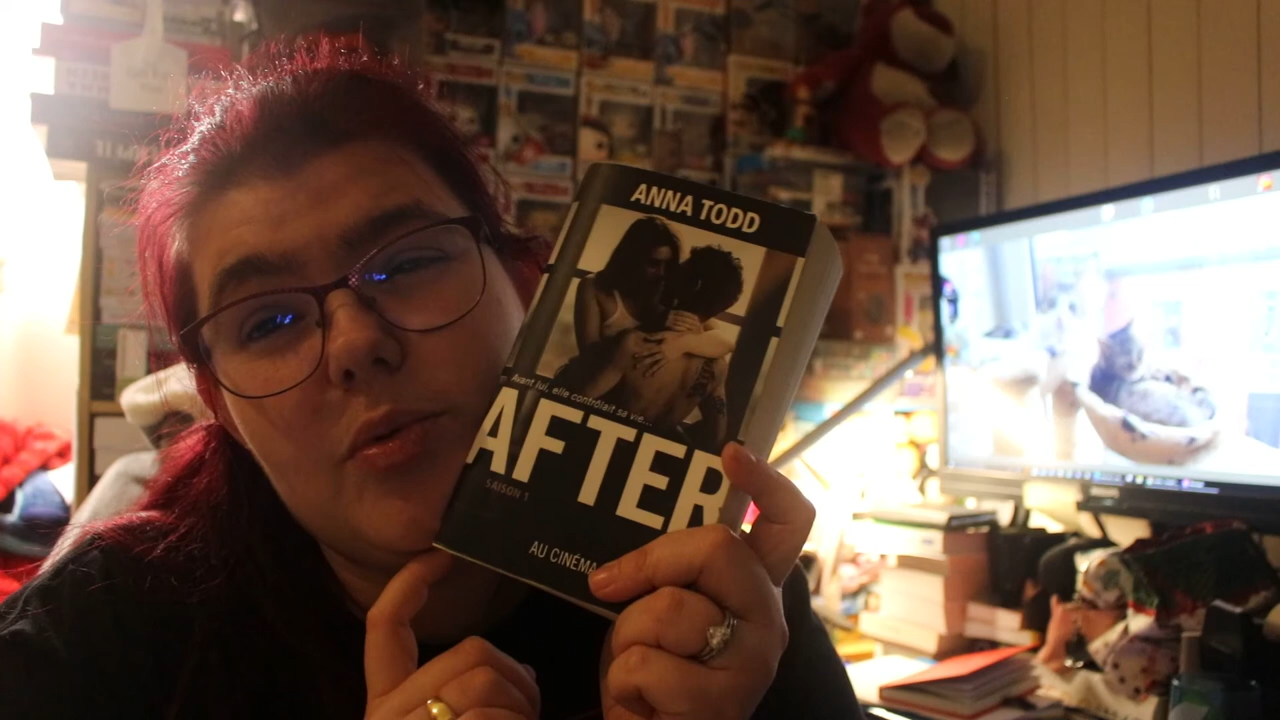 ANNA TODD
Avant lui, elle contrôlait sa vie...
AFTER
SAISON 1
AU CINÉMA